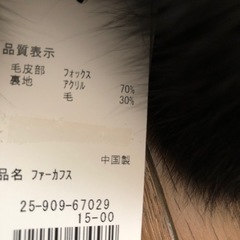 品質表示
毛皮部 フォックス
裏地 アクリル 70%
毛 30%
中国製
品名 ファーカフス
25-909-67029
15-00